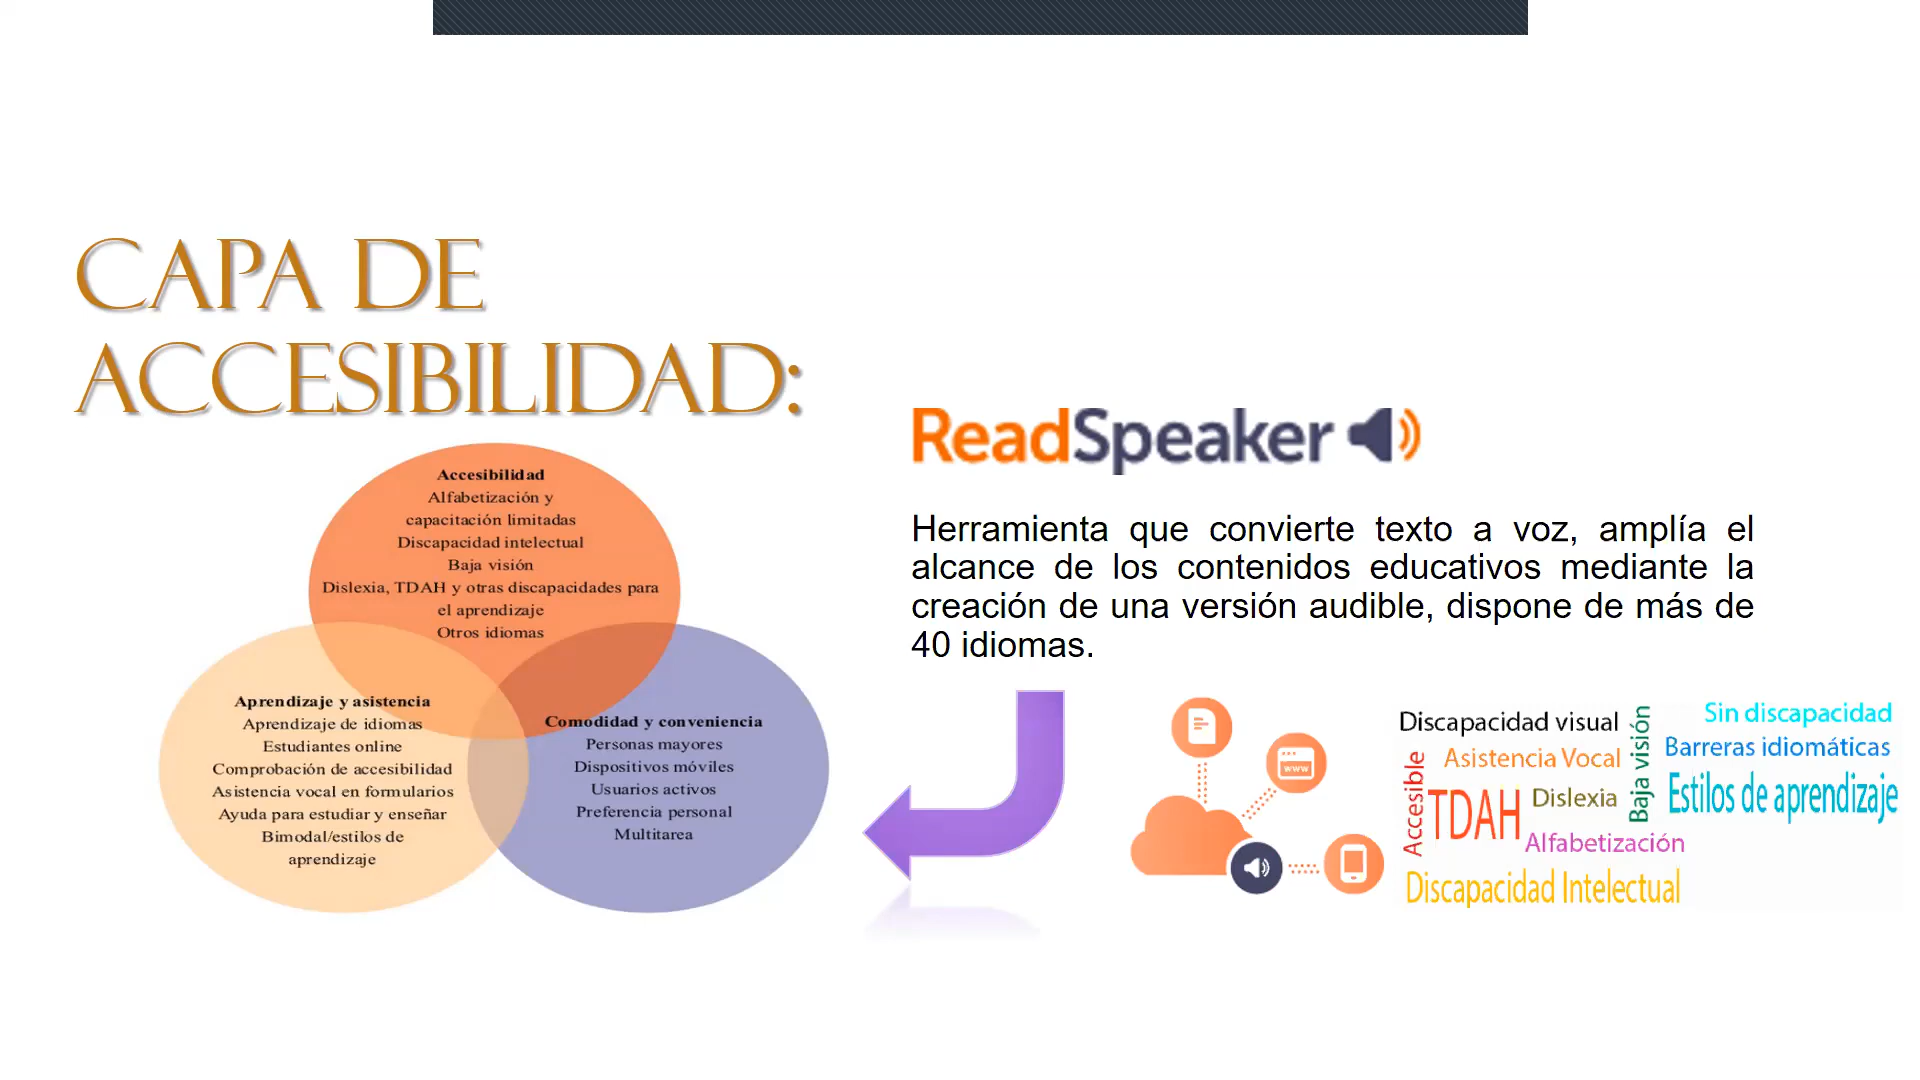 CAPA DE
ACCESIBILIDAD:
Accesibilidad
Alfabetización y
capacitación limitadas
Discapacidad intelectual
Baja visión
Dislexia, TDAH y otras discapacidades para
el aprendizaje
Otros idiomas
Aprendizaje y asistencia
Aprendizaje de idiomas
Estudiantes online
Comprobación de accesibilidad
Asistencia vocal en formularios
Ayuda para estudiar y enseñar
Bimodal/estilos de
aprendizaje
Comodidad y conveniencia
Personas mayores
Dispositivos móviles
Usuarios activos
Preferencia personal
Multitarea
ReadSpeaker
Herramienta que convierte texto a voz, amplía el
alcance de los contenidos educativos mediante la
creación de una versión audible, dispone de más de
40 idiomas.
www
Discapacidad visual
Asistencia Vocal
Accesible
TDAH
Dislexia
Baja visión
Alfabetización
Discapacidad Intelectual
Sin discapacidad
Barreras idiomáticas
Estilos de aprendizaje